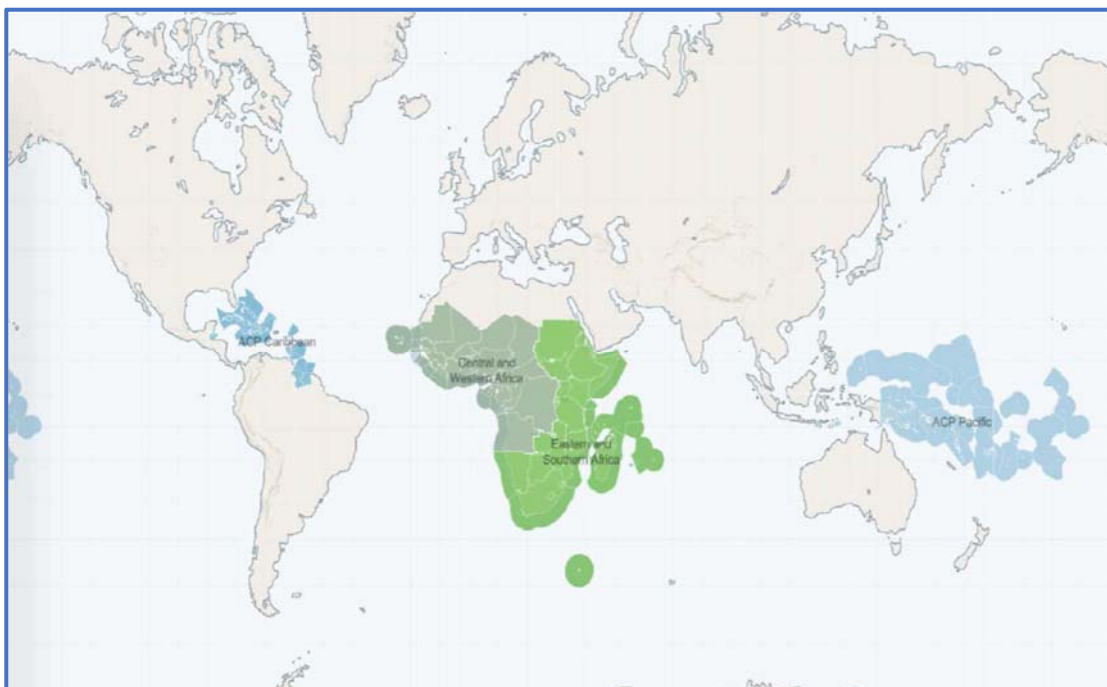 ACP Caribbean
Central and
Western Africa
Eastern and
Southern Africa
ACP Pacific